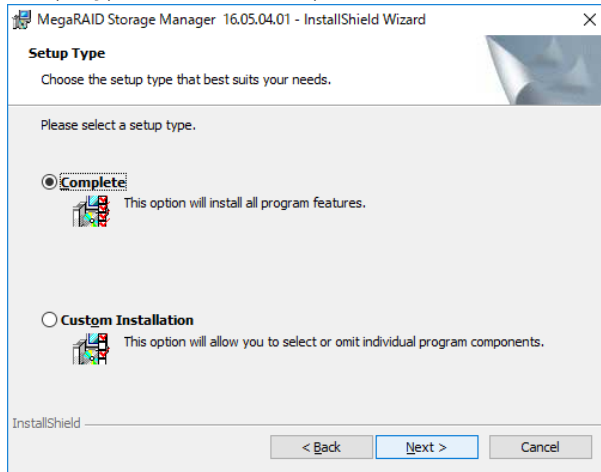 MegaRAID Storage Manager 16.05.04.01 - InstallShield Wizard
Setup Type
Choose the setup type that best suits your needs.
Please select a setup type.
Complete
This option will install all program features.
Custom Installation
This option will allow you to select or omit individual program components.
InstallShield
< Back Next > Cancel